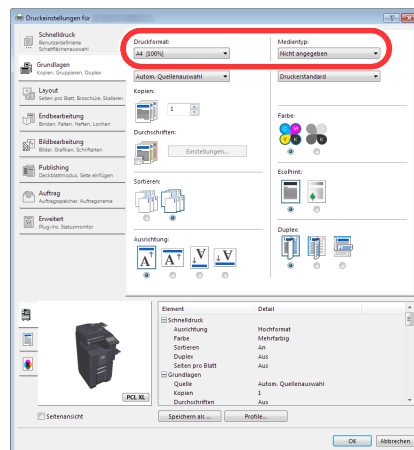 Druckeinstellungen für
Schnelldruck
Benutzerdefinierte
Schaltflächenauswahl
Grundlagen
Kopien, Gruppieren, Duplex
Layout
Seiten pro Blatt, Broschüre, Skalieren
Endbearbeitung
Binden, Falten, Heften, Lochen
Bildbearbeitung
Bilder, Grafiken, Schriftarten
Publishing
Deckblattmodus, Seite einfügen
Auftrag
Auftragsspeicher, Auftragsname
Erweitert
Plug-ins, Statusmonitor
Druckformat:
A4 [100%]
Autom. Quellenauswahl
Kopien:
1
Durchschriften:
Einstellungen...
Sortieren:
Ausrichtung:
A A A A
Medientyp:
Nicht angegeben
Druckerstandard
Farbe:
C M Y K K
EcoPrint:
Duplex
PCL XL
Seitenansicht
Element Detail
Schnelldruck
Ausrichtung Hochformat
Farbe Mehrfarbig
Sortieren An
Duplex Aus
Seiten pro Blatt Aus
Grundlagen
Quelle Autom. Quellenauswahl
Kopien 1
Durchschriften Aus
Speichern als ... Profile...
OK Abbrechen